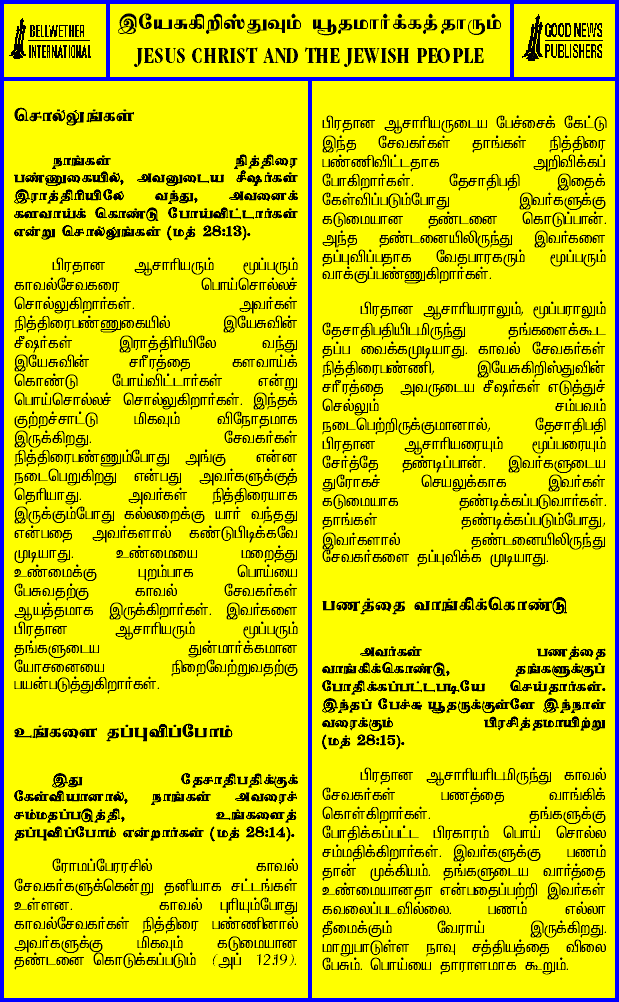 BELLWETHER
INTERNATIONAL
இயேசுகிறிஸ்துவும் யூதமார்க்கத்தாரும்
JESUS CHRIST AND THE JEWISH PEOPLE
GOOD NEWS
PUBLISHERS
சொல்லுங்கள்
நாங்கள் நித்திரை
பண்ணுகையில், அவனுடைய சீஷர்கள்
இராத்திரியிலே வந்து, அவனைக்
களவாய்க் கொண்டு போய்விட்டார்கள்
என்று சொல்லுங்கள் (மத் 28:13).
பிரதான ஆசாரியரும் மூப்பரும்
காவல்சேவகரை பொய்சொல்லச்
சொல்லுகிறார்கள். அவர்கள்
நித்திரைபண்ணுகையில் இயேசுவின்
சீஷர்கள் இராத்திரியிலே வந்து
இயேசுவின் சரீரத்தை களவாய்க்
கொண்டு போய்விட்டார்கள் என்று
பொய்சொல்லச் சொல்லுகிறார்கள். இந்தக்
குற்றச்சாட்டு மிகவும் விநோதமாக
இருக்கிறது. சேவகர்கள்
நித்திரைபண்ணும்போது அங்கு என்ன
நடைபெறுகிறது என்பது அவர்களுக்குத்
தெரியாது. அவர்கள் நித்திரையாக
இருக்கும்போது கல்லறைக்கு யார் வந்தது
என்பதை அவர்களால் கண்டுபிடிக்கவே
முடியாது. உண்மையை மறைத்து
உண்மைக்கு புறம்பாக பொய்யை
பேசுவதற்கு காவல் சேவகர்கள்
ஆயத்தமாக இருக்கிறார்கள். இவர்களை
பிரதான ஆசாரியரும் மூப்பரும்
தங்களுடைய துன்மார்க்கமான
யோசனையை நிறைவேற்றுவதற்கு
பயன்படுத்துகிறார்கள்.
உங்களை தப்புவிப்போம்
இது தேசாதிபதிக்குக்
கேள்வியானால், நாங்கள் அவரைச்
சம்மதப்படுத்தி, உங்களைத்
தப்புவிப்போம் என்றார்கள் (மத் 28:14).
ரோமப்பேரரசில் காவல்
சேவகர்களுக்கென்று தனியாக சட்டங்கள்
உள்ளன. காவல் புரியும்போது
காவல்சேவகர்கள் நித்திரை பண்ணினால்
அவர்களுக்கு மிகவும் கடுமையான
தண்டனை கொடுக்கப்படும் (அப் 12:19).
பிரதான ஆசாரியருடைய பேச்சைக் கேட்டு
இந்த சேவகர்கள் தாங்கள் நித்திரை
பண்ணிவிட்டதாக அறிவிக்கப்
போகிறார்கள். தேசாதிபதி இதைக்
கேள்விப்படும்போது இவர்களுக்கு
கடுமையான தண்டனை கொடுப்பான்.
அந்த தண்டனையிலிருந்து இவர்களை
தப்புவிப்பதாக வேதபாரகரும் மூப்பரும்
வாக்குப்பண்ணுகிறார்கள்.
பிரதான ஆசாரியராலும், மூப்பராலும்
தேசாதிபதியிடமிருந்து தங்களைக்கூட
தப்ப வைக்கமுடியாது. காவல் சேவகர்கள்
நித்திரைபண்ணி, இயேசுகிறிஸ்துவின்
சரீரத்தை அவருடைய சீஷர்கள் எடுத்துச்
செல்லும் சம்பவம்
நடைபெற்றிருக்குமானால், தேசாதிபதி
பிரதான ஆசாரியரையும் மூப்பரையும்
சேர்த்தே தண்டிப்பான். இவர்களுடைய
துரோகச் செயலுக்காக இவர்கள்
கடுமையாக தண்டிக்கப்படுவார்கள்.
தாங்கள் தண்டிக்கப்படும்போது,
இவர்களால் தண்டனையிலிருந்து
சேவகர்களை தப்புவிக்க முடியாது.
பணத்தை வாங்கிக்கொண்டு
அவர்கள் பணத்தை
வாங்கிக்கொண்டு, தங்களுக்குப்
போதிக்கப்பட்டபடியே செய்தார்கள்.
இந்தப் பேச்சு யூதருக்குள்ளே இந்நாள்
வரைக்கும் பிரசித்தமாயிற்று
(மத் 28:15).
பிரதான ஆசாரியரிடமிருந்து காவல்
சேவகர்கள் பணத்தை வாங்கிக்
கொள்கிறார்கள். தங்களுக்கு
போதிக்கப்பட்ட பிரகாரம் பொய் சொல்ல
சம்மதிக்கிறார்கள். இவர்களுக்கு பணம்
தான் முக்கியம். தங்களுடைய வார்த்தை
உண்மையானதா என்பதைப்பற்றி இவர்கள்
கவலைப்படவில்லை. பணம் எல்லா
தீமைக்கும் வேராய் இருக்கிறது.
மாறுபாடுள்ள நாவு சத்தியத்தை விலை
பேசும். பொய்யை தாராளமாக கூறும்.